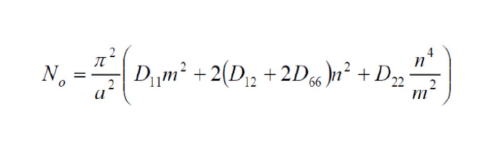 N_o = \frac{\pi^2}{a^2} \left( D_{11} m^2 + 2(D_{12} + 2D_{66}) n^2 + D_{22} \frac{n^4}{m^2} \right)